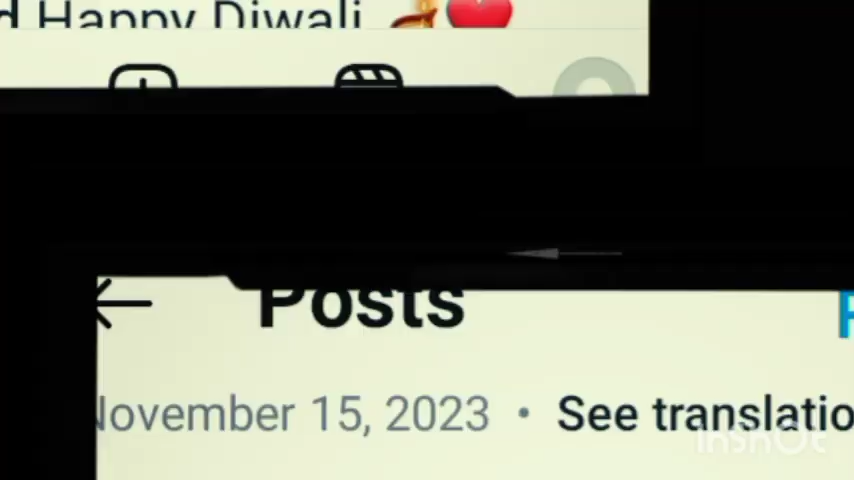 Happy Diwali 🪔❤️
Posts
November 15, 2023 • See translatio
InShOt